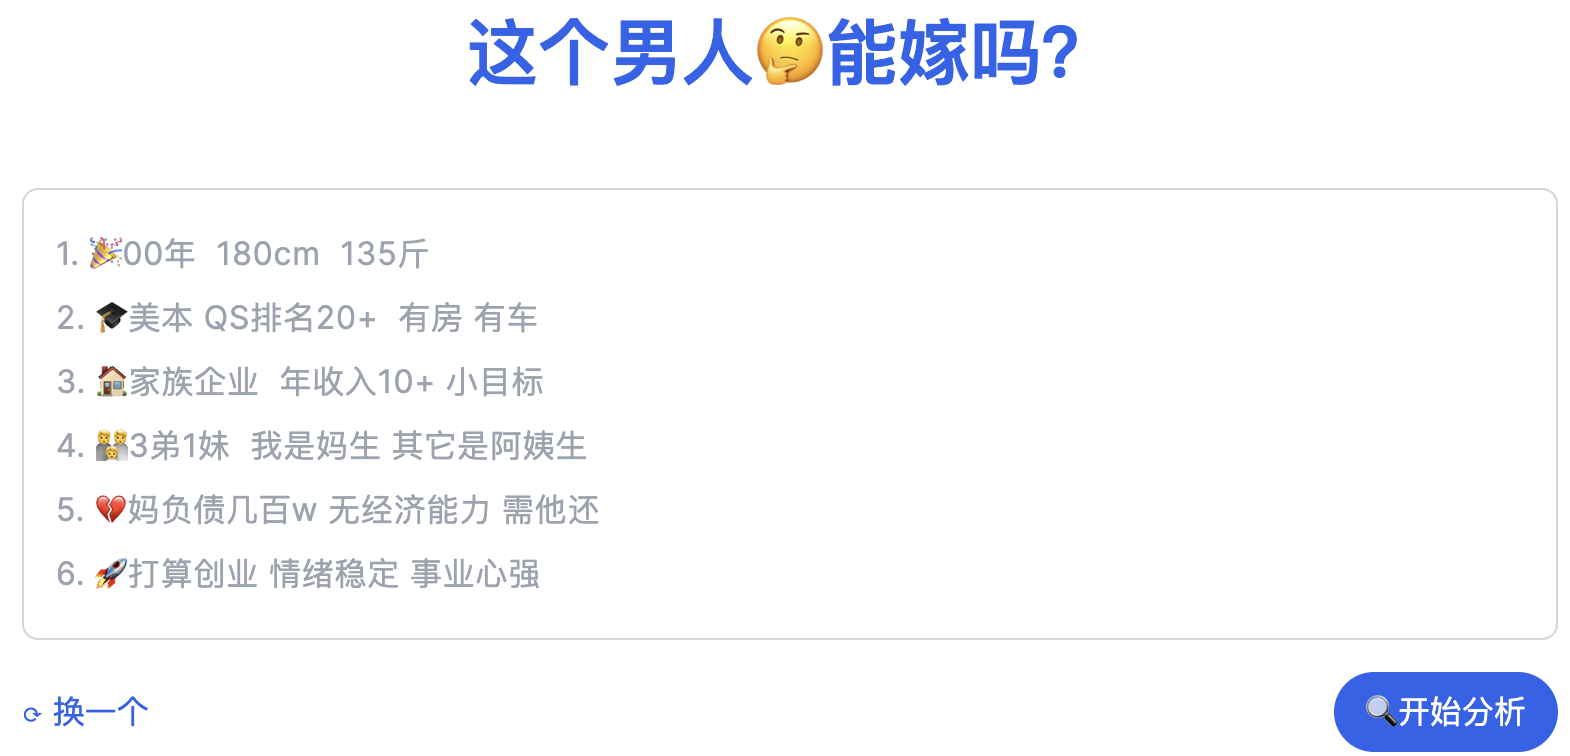 这个男人🤔能嫁吗?
1. 🎉00年 180cm 135斤
2. 🎓美本 QS排名20+ 有房 有车
3. 🏠家族企业 年收入10+ 小目标
4. 👨‍👩‍👦3弟1妹 我是妈生 其它是阿姨生
5. 💔妈负债几百w 无经济能力 需他还
6. 🚀打算创业 情绪稳定 事业心强
⟳ 换一个
🔍开始分析